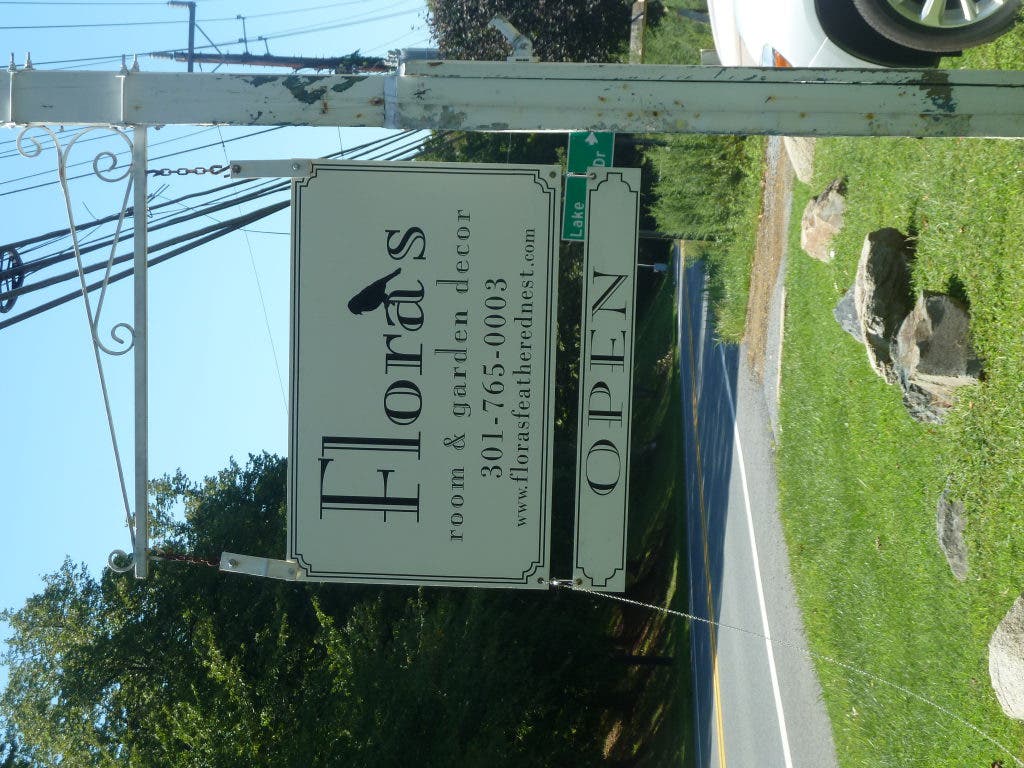 Flora's
room & garden decor
301-765-0003
www.florasfeatherednest.com
OPEN
Lake Dr